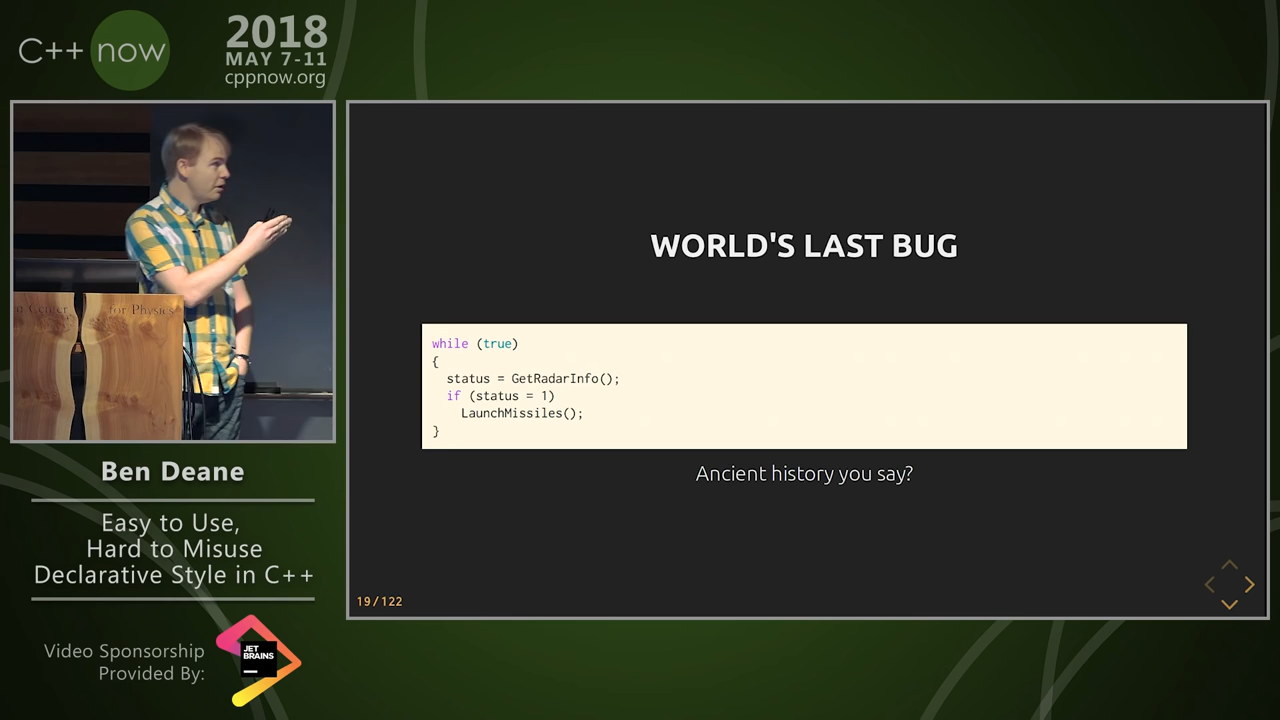 C++ now
2018
MAY 7-11
cppnow.org
for Physics
Ben Deane
Easy to Use,
Hard to Misuse
Declarative Style in C++
Video Sponsorship
Provided By:
JET
BRAINS
WORLD'S LAST BUG
while (true)
{
  status = GetRadarInfo();
  if (status = 1)
    LaunchMissiles();
}
Ancient history you say?
19/122